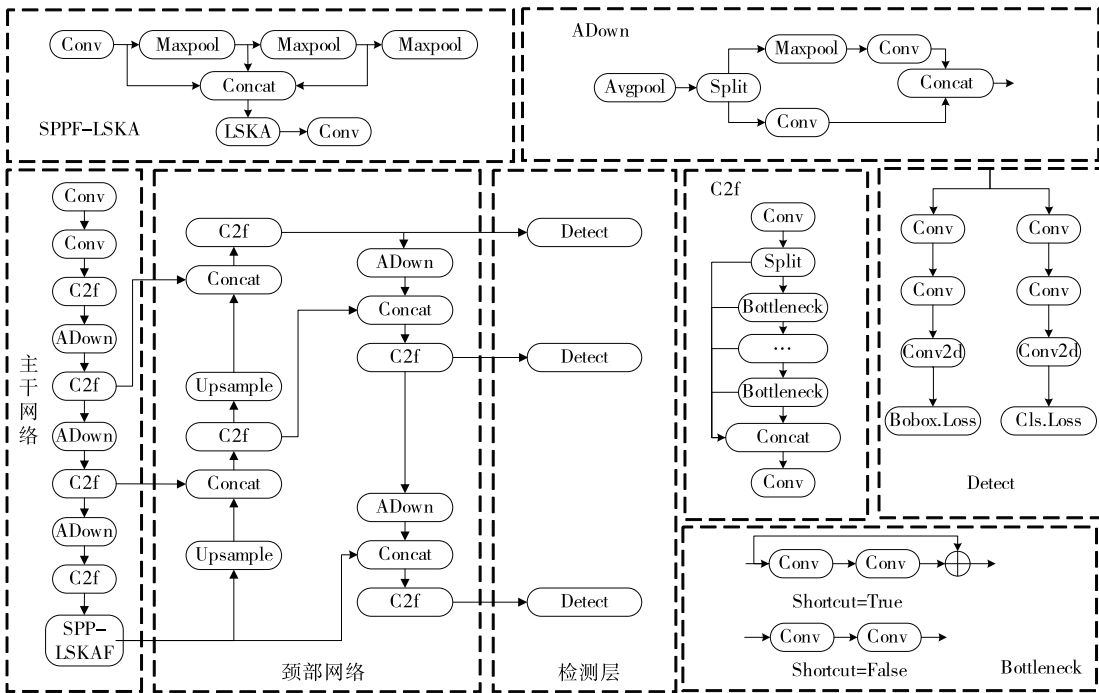 Conv
Maxpool
Maxpool
Maxpool
Concat
LSKA
Conv
SPPF-LSKA
ADown
Avgpool
Split
Maxpool
Conv
Conv
Concat
主干网络
Conv
Conv
C2f
ADown
C2f
ADown
C2f
ADown
C2f
SPP-
LSKAF
C2f
Concat
Upsample
C2f
Concat
Upsample
ADown
Concat
C2f
ADown
Concat
C2f
颈部网络
Detect
Detect
Detect
检测层
C2f
Conv
Split
Bottleneck
...
Bottleneck
Concat
Conv
Conv
Conv
Conv2d
Bobox.Loss
Conv
Conv
Conv2d
Cls.Loss
Detect
Conv
Conv
Shortcut=True
Conv
Conv
Shortcut=False
Bottleneck